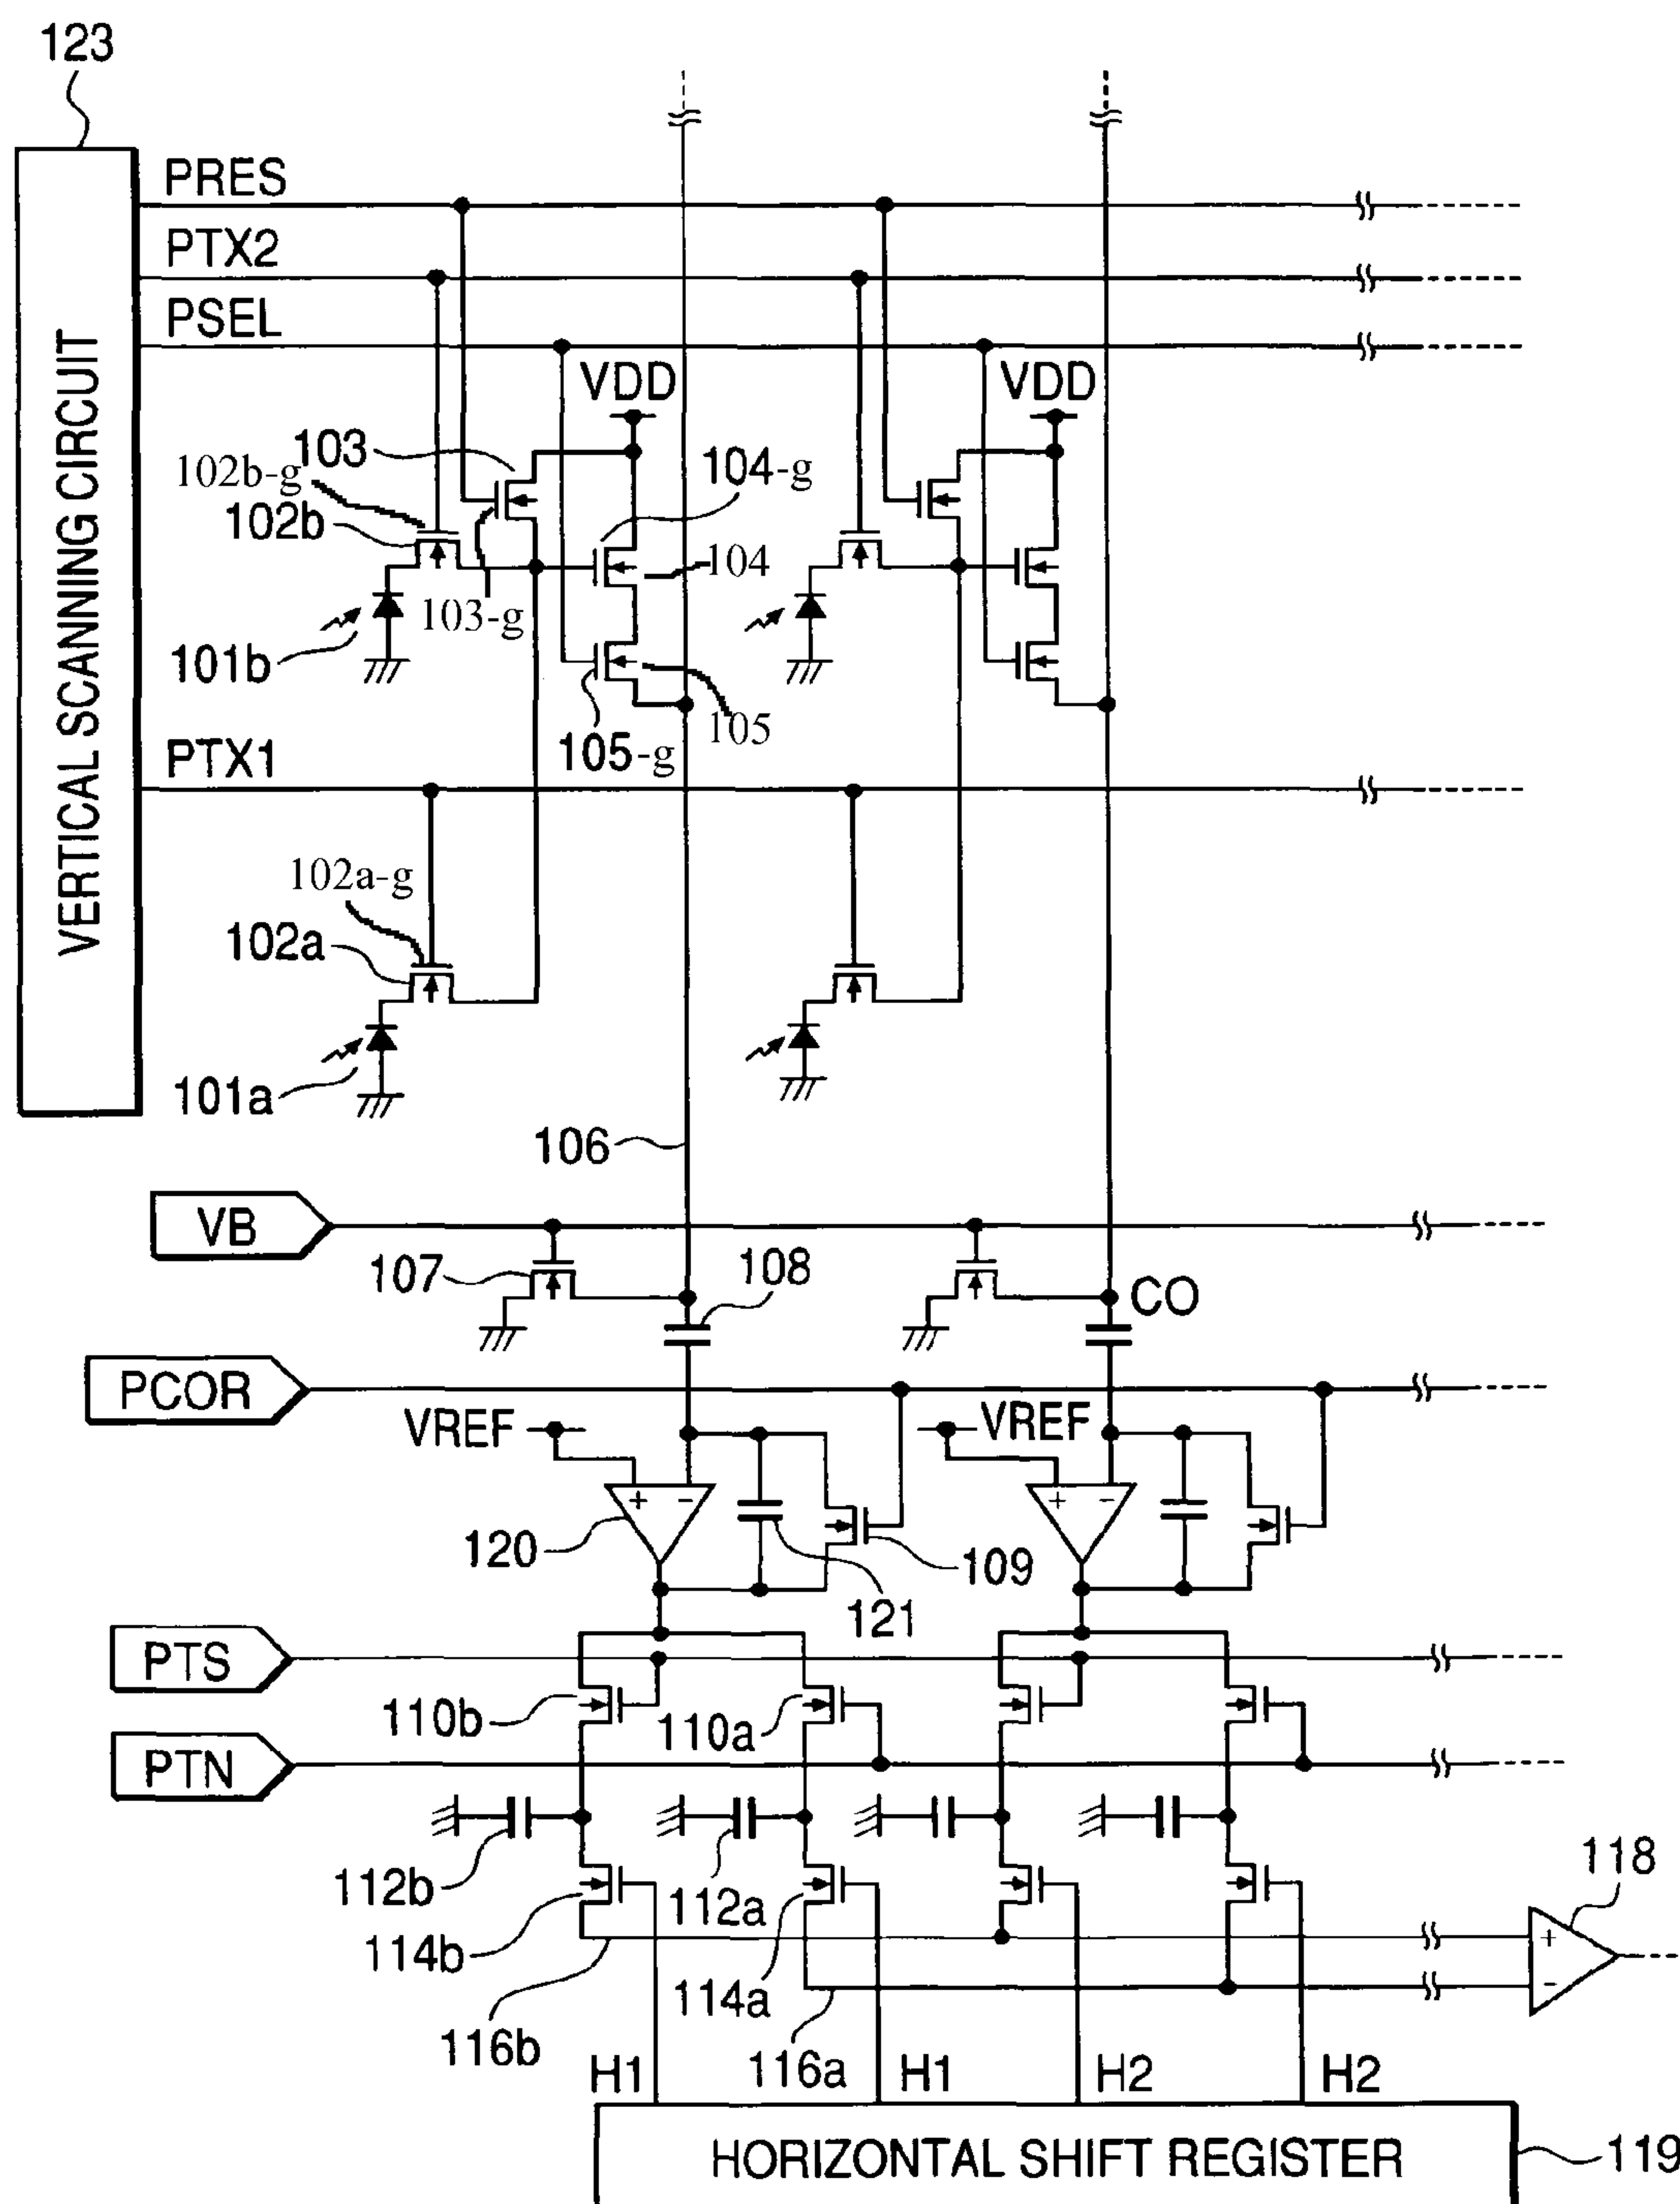 123
PRES
PTX2
PSEL
VERTICAL SCANNING CIRCUIT
VDD
VDD
103
104-g
102b-g
102b
104
103-g
101b
105
105-g
PTX1
102a-g
102a
101a
106
VB
107
108
CO
PCOR
VREF
VREF
+ -
+ -
120
109
121
PTS
110b
110a
PTN
112b
112a
118
114b
114a
+
-
116b
116a
H1
H1
H2
H2
HORIZONTAL SHIFT REGISTER
119